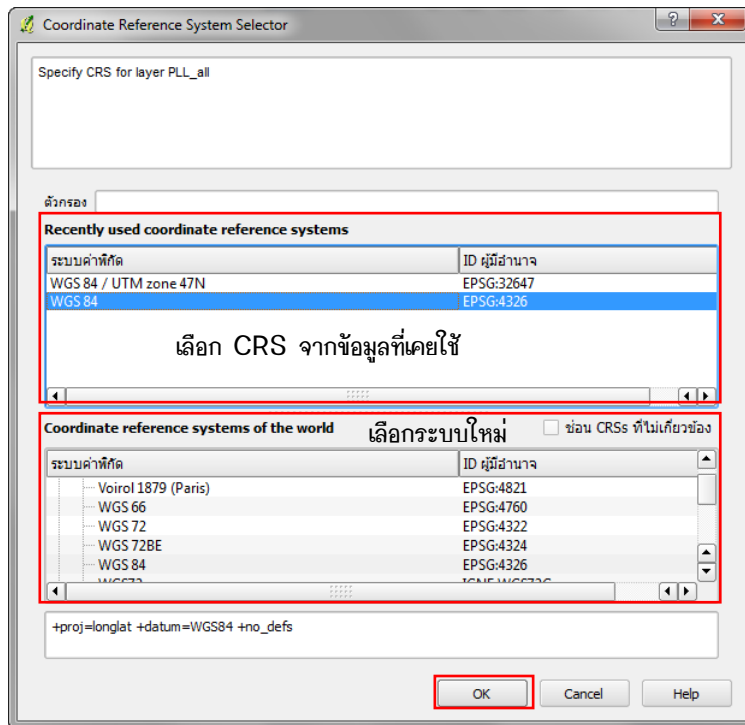 Coordinate Reference System Selector
Specify CRS for layer PLL_all
ตัวกรอง
Recently used coordinate reference systems
ระบบค่าพิกัด ID ผู้มีอำนาจ
WGS 84 / UTM zone 47N EPSG:32647
WGS 84 EPSG:4326
เลือก CRS จากข้อมูลที่เคยใช้
Coordinate reference systems of the world เลือกระบบใหม่ ซ่อน CRSs ที่ไม่เกี่ยวข้อง
ระบบค่าพิกัด ID ผู้มีอำนาจ
Voirol 1879 (Paris) EPSG:4821
WGS 66 EPSG:4760
WGS 72 EPSG:4322
WGS 72BE EPSG:4324
WGS 84 EPSG:4326
+proj=longlat +datum=WGS84 +no_defs
OK Cancel Help